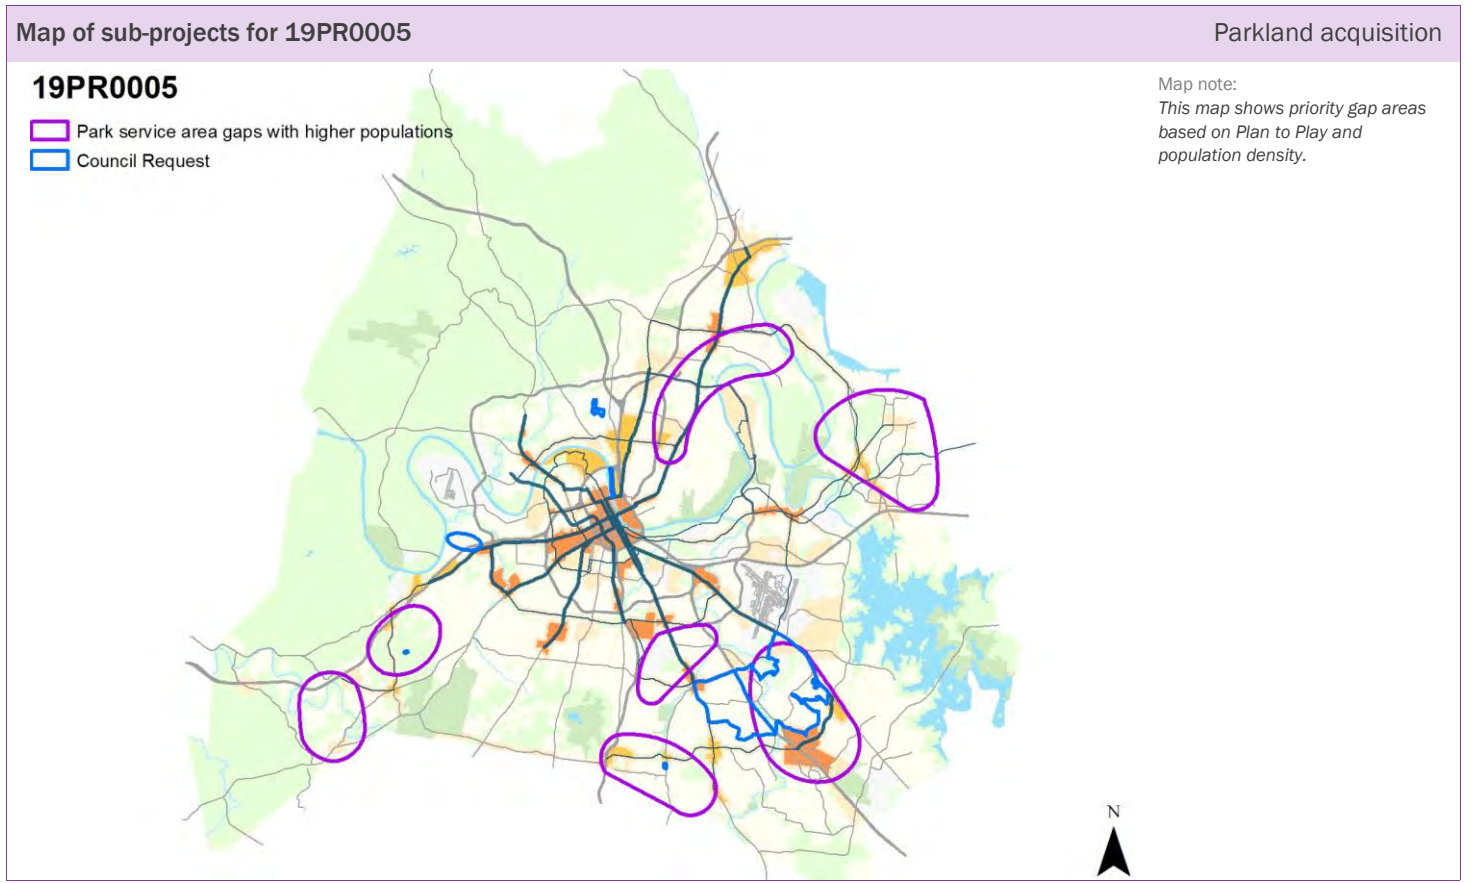 Map of sub-projects for 19PR0005
Parkland acquisition
19PR0005
Park service area gaps with higher populations
Council Request
Map note:
This map shows priority gap areas
based on Plan to Play and
population density.
N